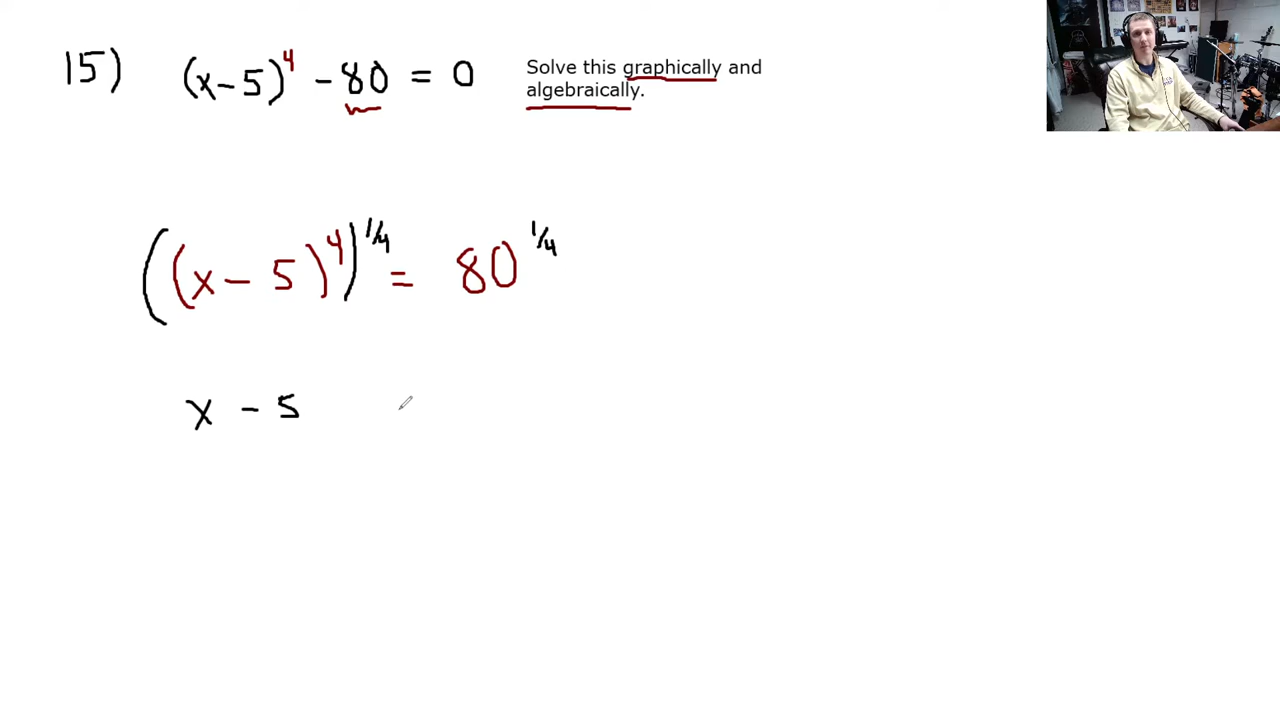 15) (x - 5)^4 - 80 = 0
Solve this graphically and
algebraically.
((x - 5)^4)^1/4 = 80^1/4
x - 5